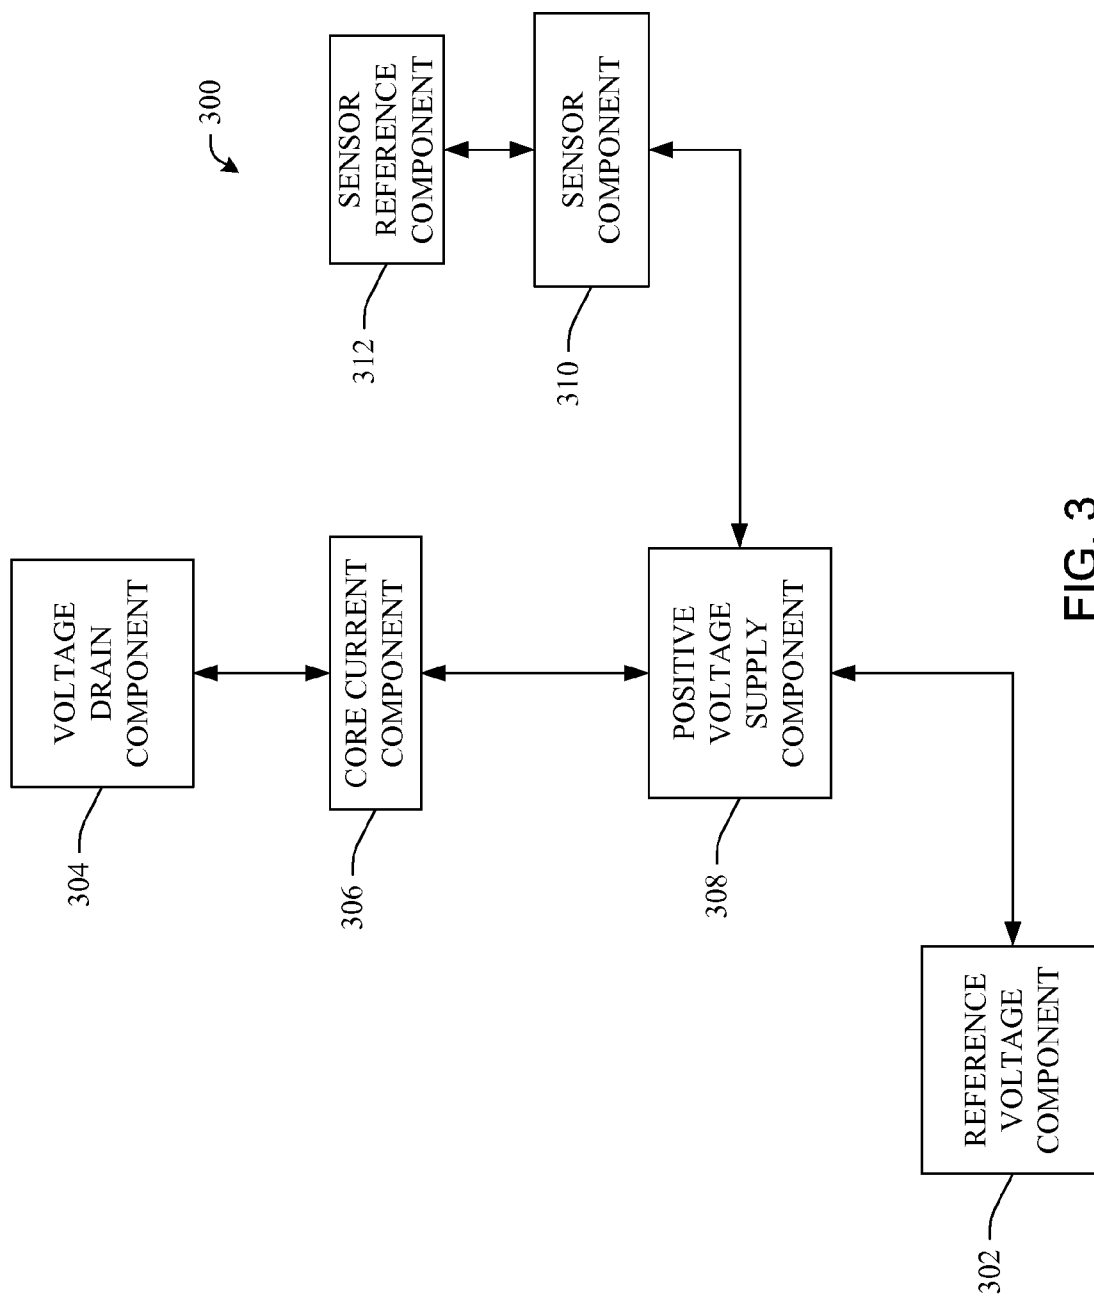 300
SENSOR
REFERENCE
COMPONENT
312
SENSOR
COMPONENT
310
VOLTAGE
DRAIN
COMPONENT
304
CORE CURRENT
COMPONENT
306
POSITIVE
VOLTAGE
SUPPLY
COMPONENT
308
REFERENCE
VOLTAGE
COMPONENT
302
FIG. 3